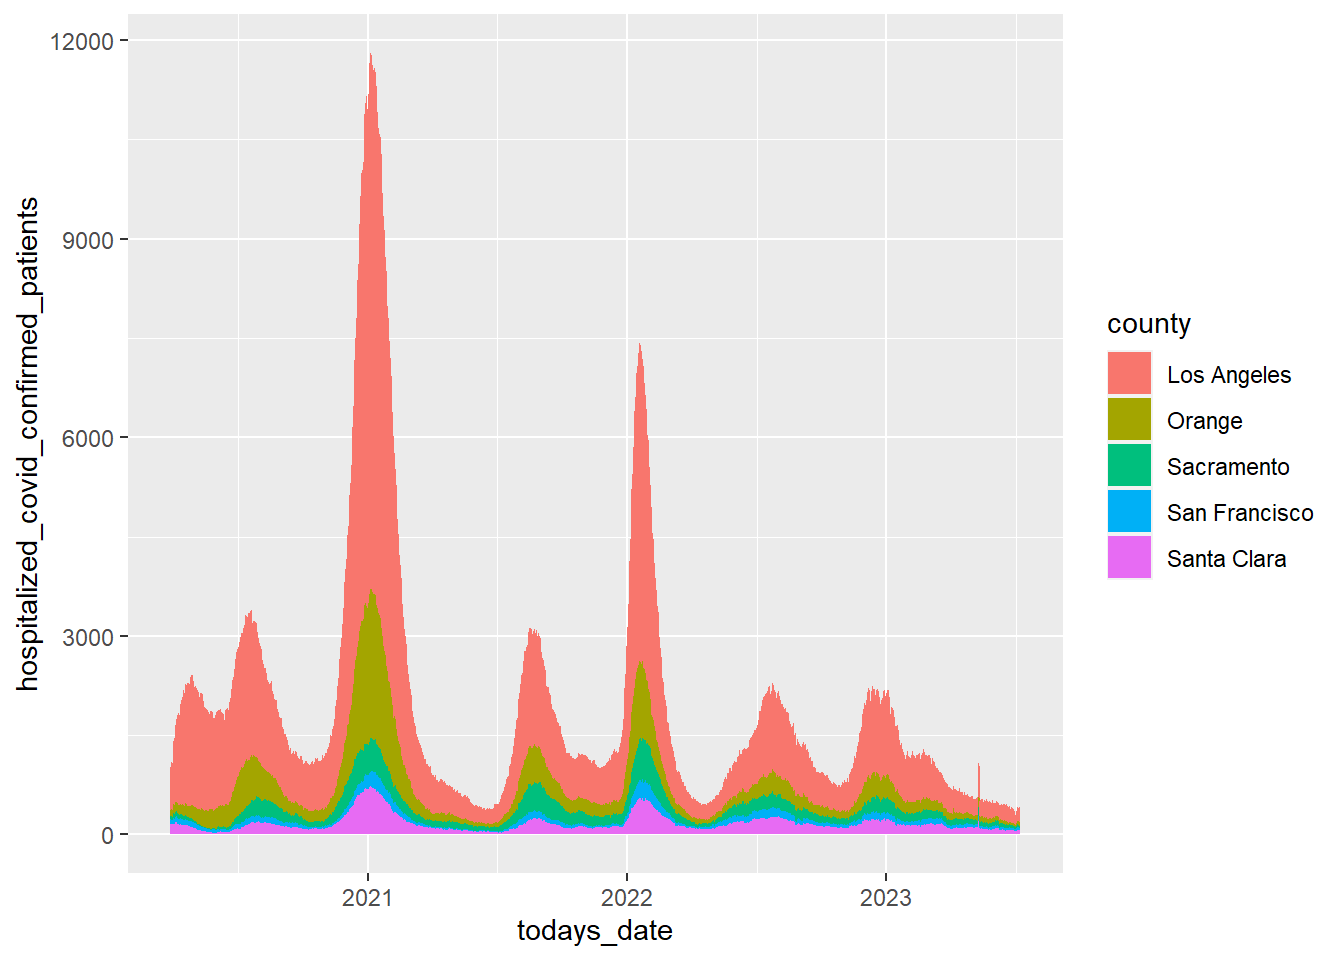 hospitalized_covid_confirmed_patients
12000
9000
6000
3000
0
2021
2022
2023
todays_date
county
Los Angeles
Orange
Sacramento
San Francisco
Santa Clara